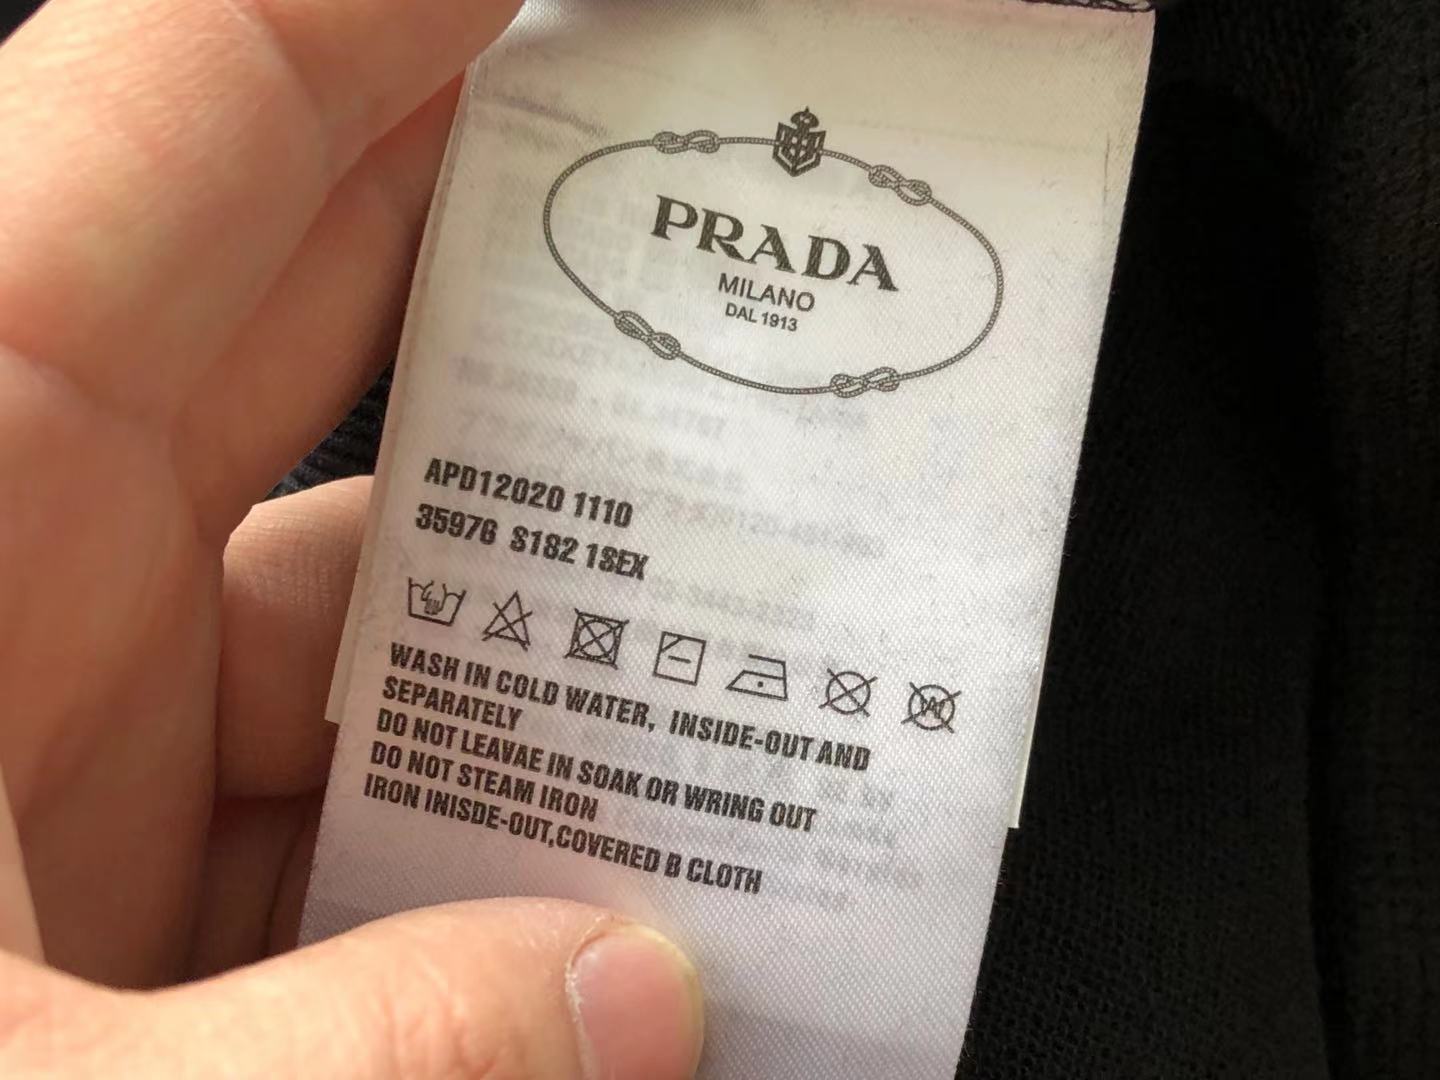 PRADA
MILANO
DAL 1913
APD12020 1110
35976 S182 1SEX
WASH IN COLD WATER, INSIDE-OUT AND
SEPARATELY
DO NOT LEAVAE IN SOAK OR WRING OUT
DO NOT STEAM IRON
IRON INISDE-OUT,COVERED B CLOTH